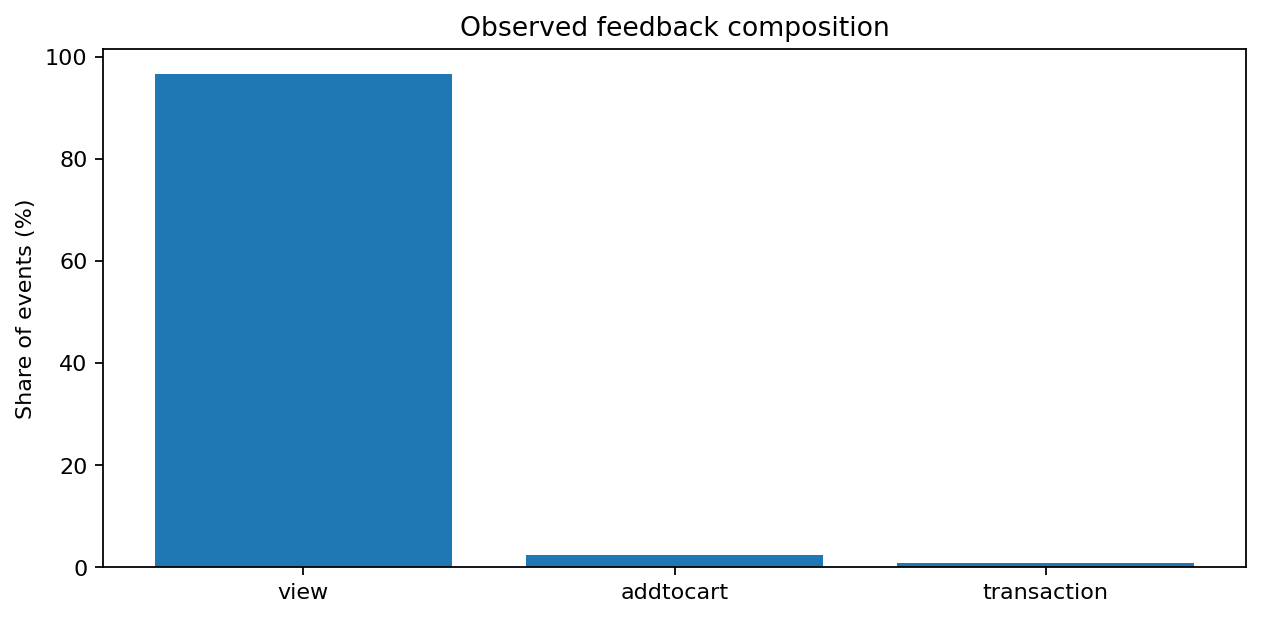 Observed feedback composition
Share of events (%)
100
80
60
40
20
0
view
addtocart
transaction